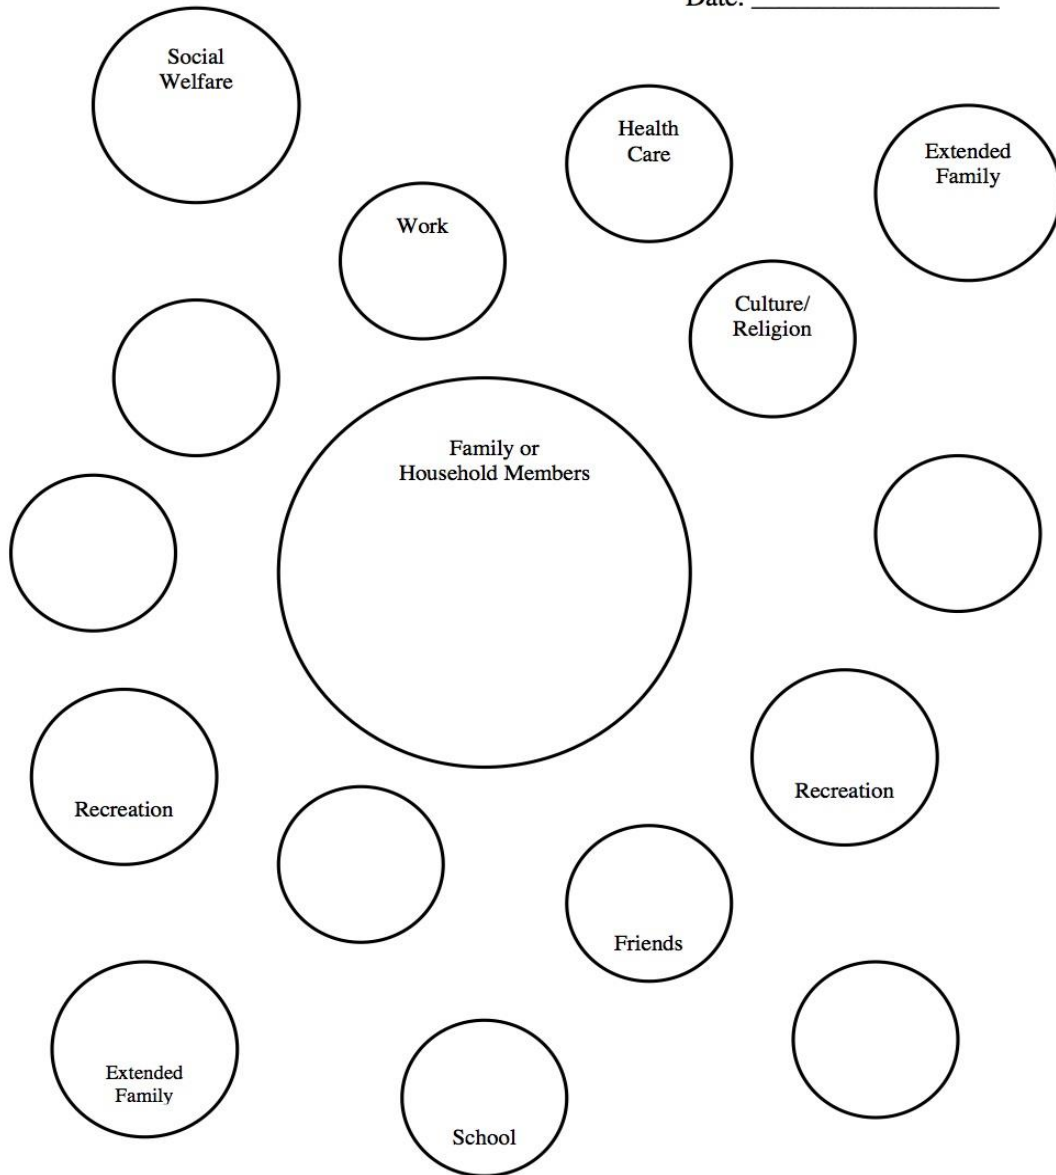 Date: ____________________
Social
Welfare
Health
Care
Extended
Family
Work
Culture/
Religion
Family or
Household Members
Recreation
Recreation
Friends
Extended
Family
School